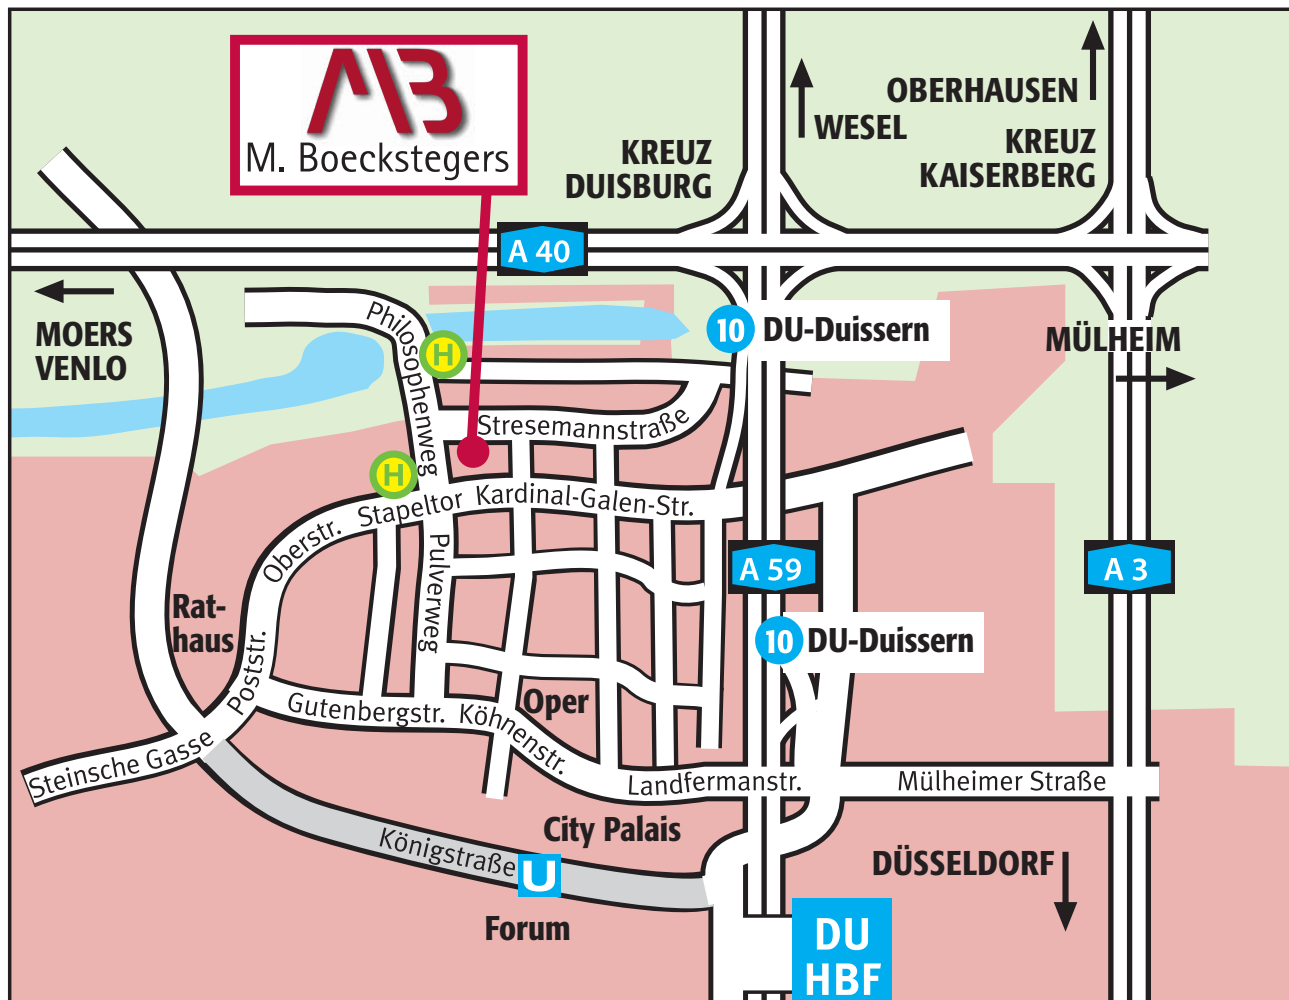 MB
M. Boeckstegers
OBERHAUSEN
WESEL
KREUZ
DUISBURG
KREUZ
KAISERBERG
A 40
MOERS
VENLO
Philosophenweg
H
10 DU-Duissern
MÜLHEIM
Stresemannstraße
H
Oberstr.
Stapeltor
Kardinal-Galen-Str.
Pulverweg
A 59
A 3
Rat-
haus
10 DU-Duissern
Poststr.
Gutenbergstr.
Köhnenstr.
Oper
Steinsche Gasse
Landfermanstr.
Mülheimer Straße
City Palais
Königstraße
U
DÜSSELDORF
Forum
DU
HBF